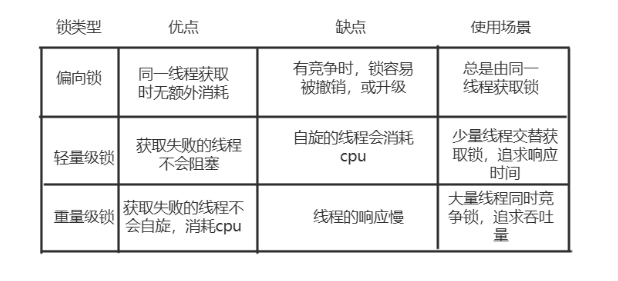 锁类型 优点 缺点 使用场景
偏向锁 同一线程获取 有竞争时，锁容易 总是由同一
时无额外消耗 被撤销，或升级 线程获取锁
轻量级锁 获取失败的线程 自旋的线程会消耗 少量线程交替获
不会阻塞 cpu 取锁，追求响应
时间
重量级锁 获取失败的线程不 线程的响应慢 大量线程同时竞
会自旋，消耗cpu 争锁，追求吞吐
量